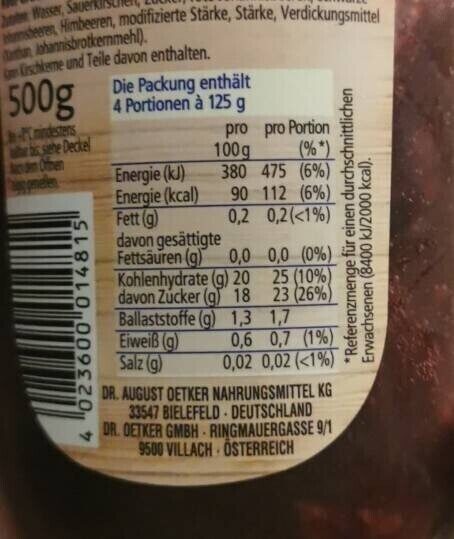 Wasser, Sauerkirschen,
Himbeeren, modifizierte Stärke, Stärke, Verdickungsmittel
Johannisbrotkernmehl).
Kirschkerne und Teile davon enthalten.
500g
mindestens
siehe Deckel
Öffnen
Die Packung enthält
4 Portionen à 125 g
pro pro Portion
100g (%*)
Energie (kJ) 380 475 (6%)
Energie (kcal) 90 112 (6%)
Fett (g) 0,2 0,2 (<1%)
davon gesättigte
Fettsäuren (g) 0,0 0,0 (0%)
Kohlenhydrate (g) 20 25 (10%)
davon Zucker (g) 18 23 (26%)
Ballaststoffe (g) 1,3 1,7
Eiweiß (g) 0,6 0,7 (1%)
Salz (g) 0,02 0,02 (<1%)
*Referenzmenge für einen durchschnittlichen
Erwachsenen (8400 kJ/2000 kcal).
4 023600 014815
DR. AUGUST OETKER NAHRUNGSMITTEL KG
33547 BIELEFELD · DEUTSCHLAND
DR. OETKER GMBH · RINGMAUERGASSE 9/1
9500 VILLACH · ÖSTERREICH